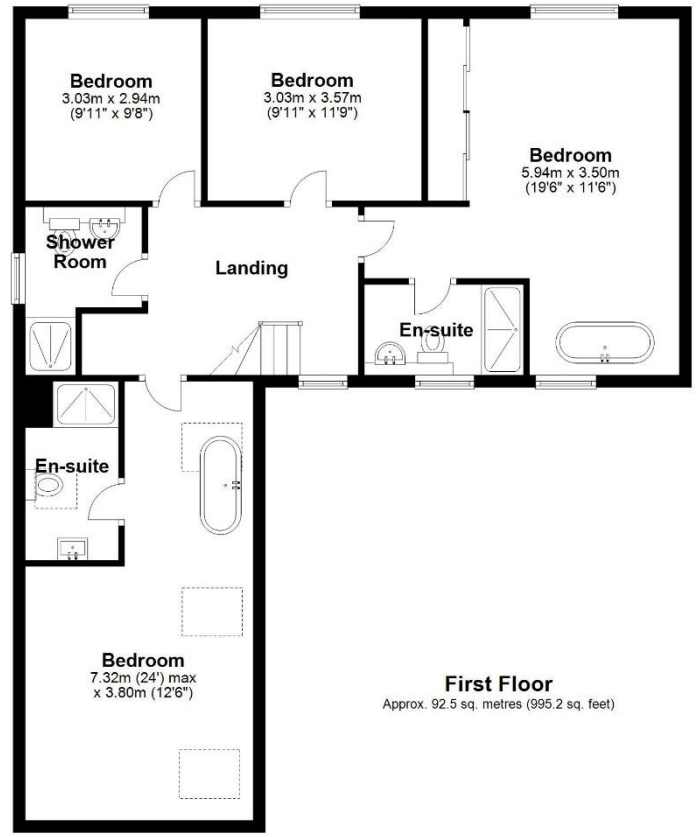 Bedroom
3.03m x 2.94m
(9'11" x 9'8")
Bedroom
3.03m x 3.57m
(9'11" x 11'9")
Bedroom
5.94m x 3.50m
(19'6" x 11'6")
Shower
Room
Landing
En-suite
En-suite
Bedroom
7.32m (24') max
x 3.80m (12'6")
First Floor
Approx. 92.5 sq. metres (995.2 sq. feet)